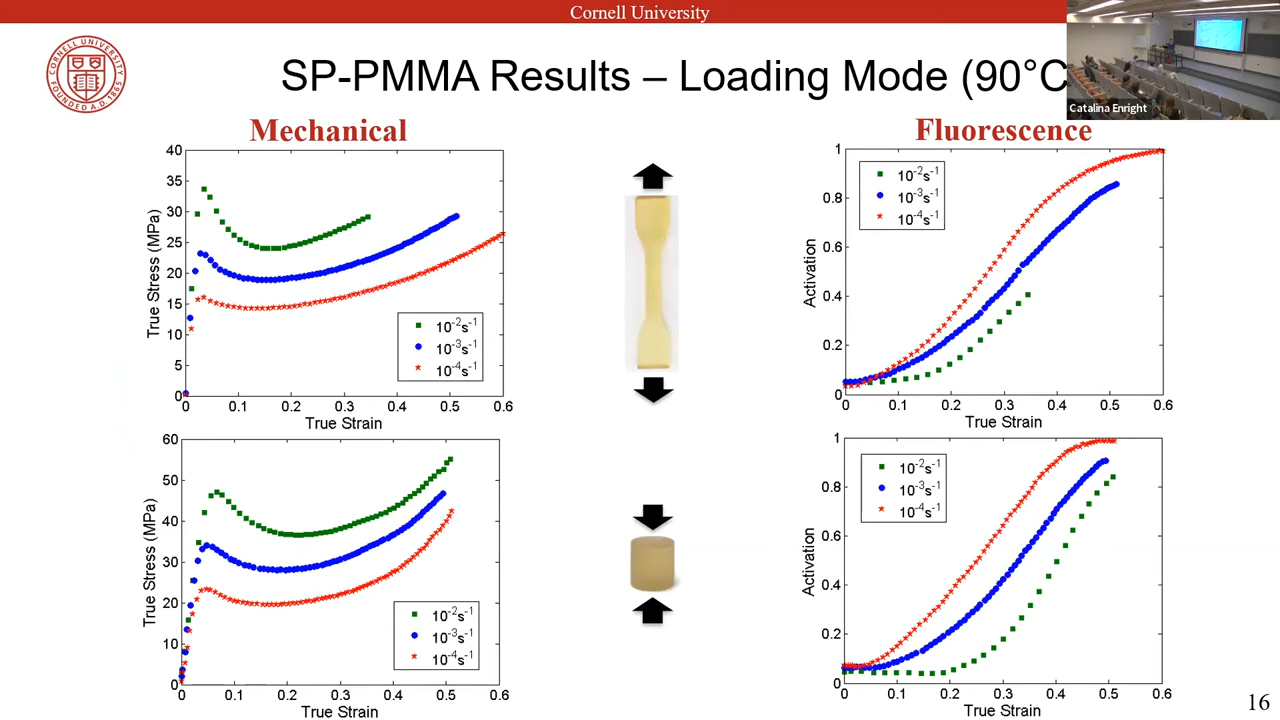 Cornell University
CORNELL UNIVERSITY
FOUNDED A.D. 1865
SP-PMMA Results – Loading Mode (90°C
Catalina Enright
Mechanical
Fluorescence
40
35
30
25
20
15
10
5
0
True Stress (MPa)
10⁻²s⁻¹
10⁻³s⁻¹
10⁻⁴s⁻¹
0 0.1 0.2 0.3 0.4 0.5 0.6
True Strain
1
0.8
0.6
0.4
0.2
0
Activation
10⁻²s⁻¹
10⁻³s⁻¹
10⁻⁴s⁻¹
0 0.1 0.2 0.3 0.4 0.5 0.6
True Strain
60
50
40
30
20
10
0
True Stress (MPa)
10⁻²s⁻¹
10⁻³s⁻¹
10⁻⁴s⁻¹
0 0.1 0.2 0.3 0.4 0.5 0.6
True Strain
1
0.8
0.6
0.4
0.2
0
Activation
10⁻²s⁻¹
10⁻³s⁻¹
10⁻⁴s⁻¹
0 0.1 0.2 0.3 0.4 0.5 0.6
True Strain
16